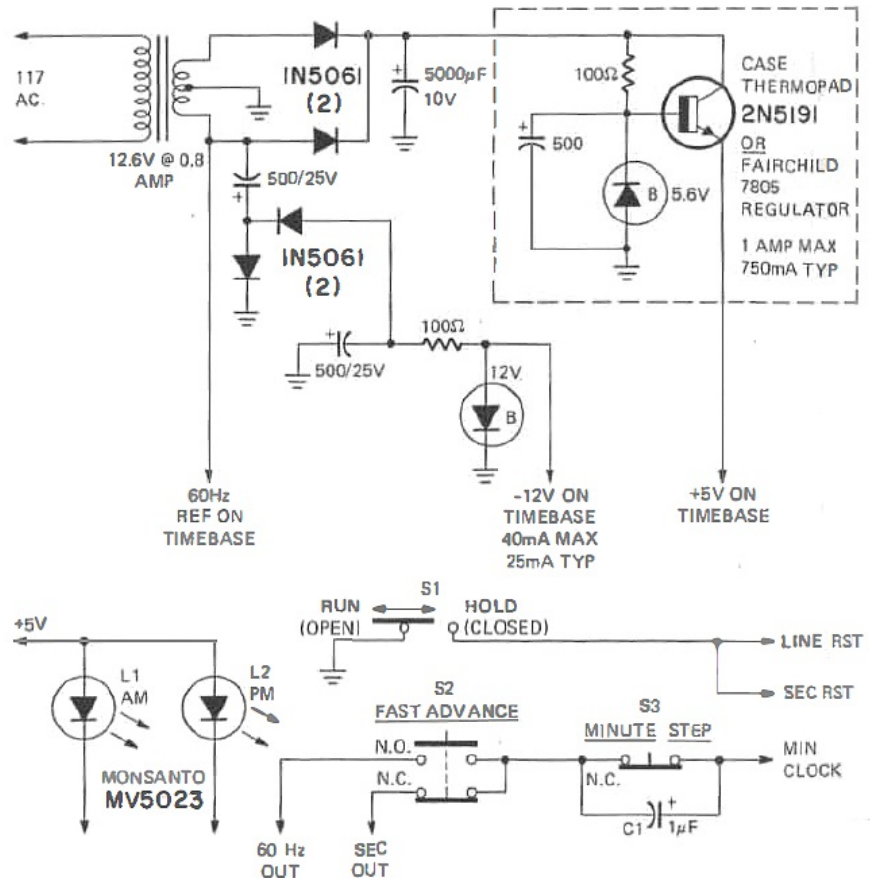 117
AC.
12.6V @ 0.8
AMP
1N5061
(2)
+
5000µF
10V
100Ω
+
500
B
5.6V
CASE
THERMOPAD
2N5191
OR
FAIRCHILD
7805
REGULATOR
1 AMP MAX
750mA TYP
500/25V
+
1N5061
(2)
+
500/25V
100Ω
12V
B
60Hz
REF ON
TIMEBASE
-12V ON
TIMEBASE
40mA MAX
25mA TYP
+5V ON
TIMEBASE
+5V
L1
AM
L2
PM
MONSANTO
MV5023
S1
RUN
(OPEN)
HOLD
(CLOSED)
LINE RST
SEC RST
S2
FAST ADVANCE
N.O.
N.C.
S3
MINUTE STEP
N.C.
MIN
CLOCK
C1
+
1µF
60 Hz
OUT
SEC
OUT